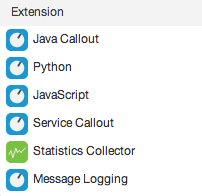 Extension
Java Callout
Python
JavaScript
Service Callout
Statistics Collector
Message Logging